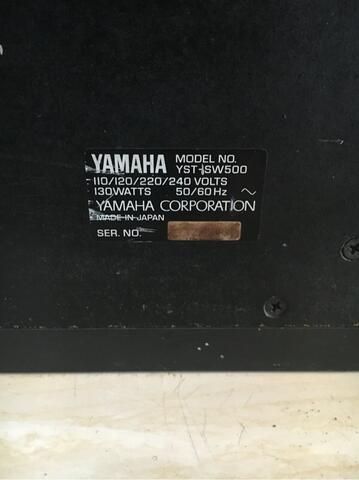 YAMAHA MODEL NO.
YST-SW500
110/120/220/240 VOLTS
130WATTS 50/60Hz ~
YAMAHA CORPORATION
MADE IN JAPAN
SER. NO.